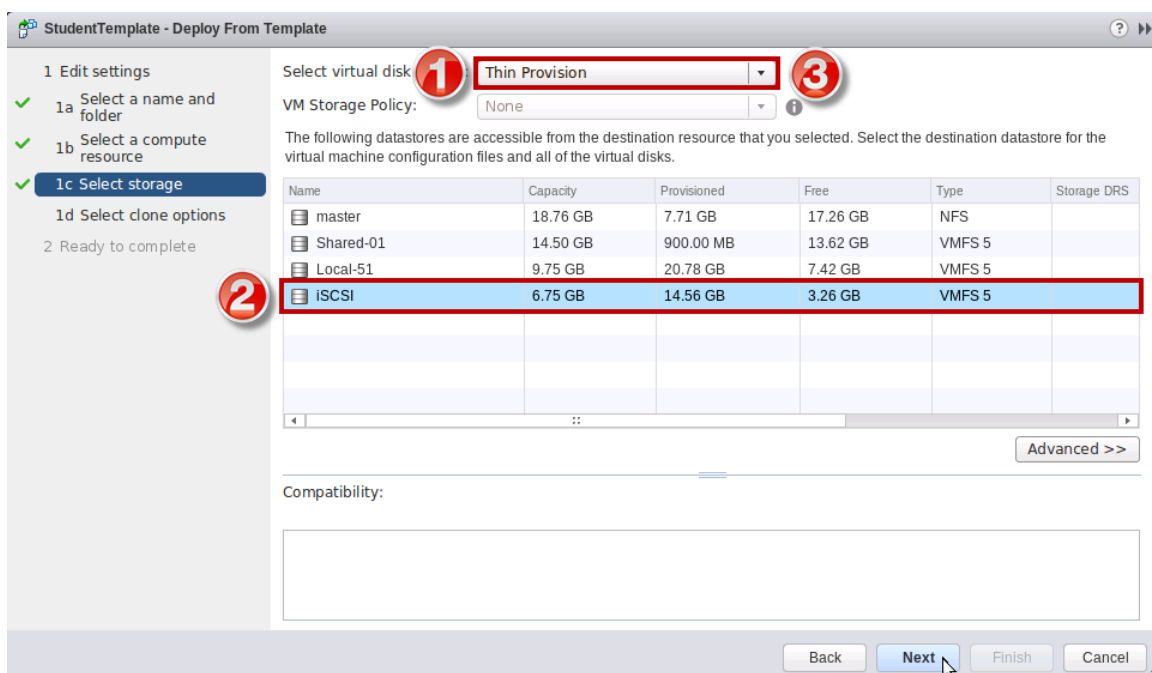 StudentTemplate - Deploy From Template
?
1 Edit settings
1a Select a name and
folder
1b Select a compute
resource
1c Select storage
1d Select clone options
2 Ready to complete
Select virtual disk
1
Thin Provision
3
VM Storage Policy:
None
The following datastores are accessible from the destination resource that you selected. Select the destination datastore for the
virtual machine configuration files and all of the virtual disks.
Name Capacity Provisioned Free Type Storage DRS
master 18.76 GB 7.71 GB 17.26 GB NFS
Shared-01 14.50 GB 900.00 MB 13.62 GB VMFS 5
Local-51 9.75 GB 20.78 GB 7.42 GB VMFS 5
2
iSCSI 6.75 GB 14.56 GB 3.26 GB VMFS 5
Advanced >>
Compatibility:
Back Next Finish Cancel